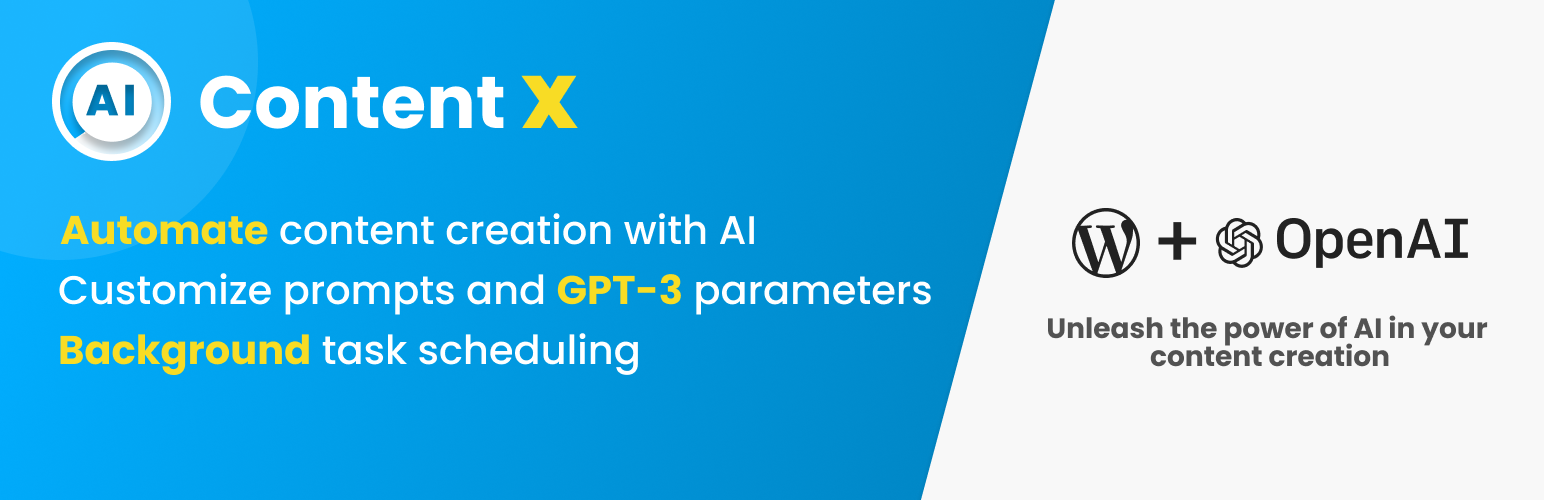 AI Content X
Automate content creation with AI
Customize prompts and GPT-3 parameters
Background task scheduling
W + OpenAI
Unleash the power of AI in your
content creation